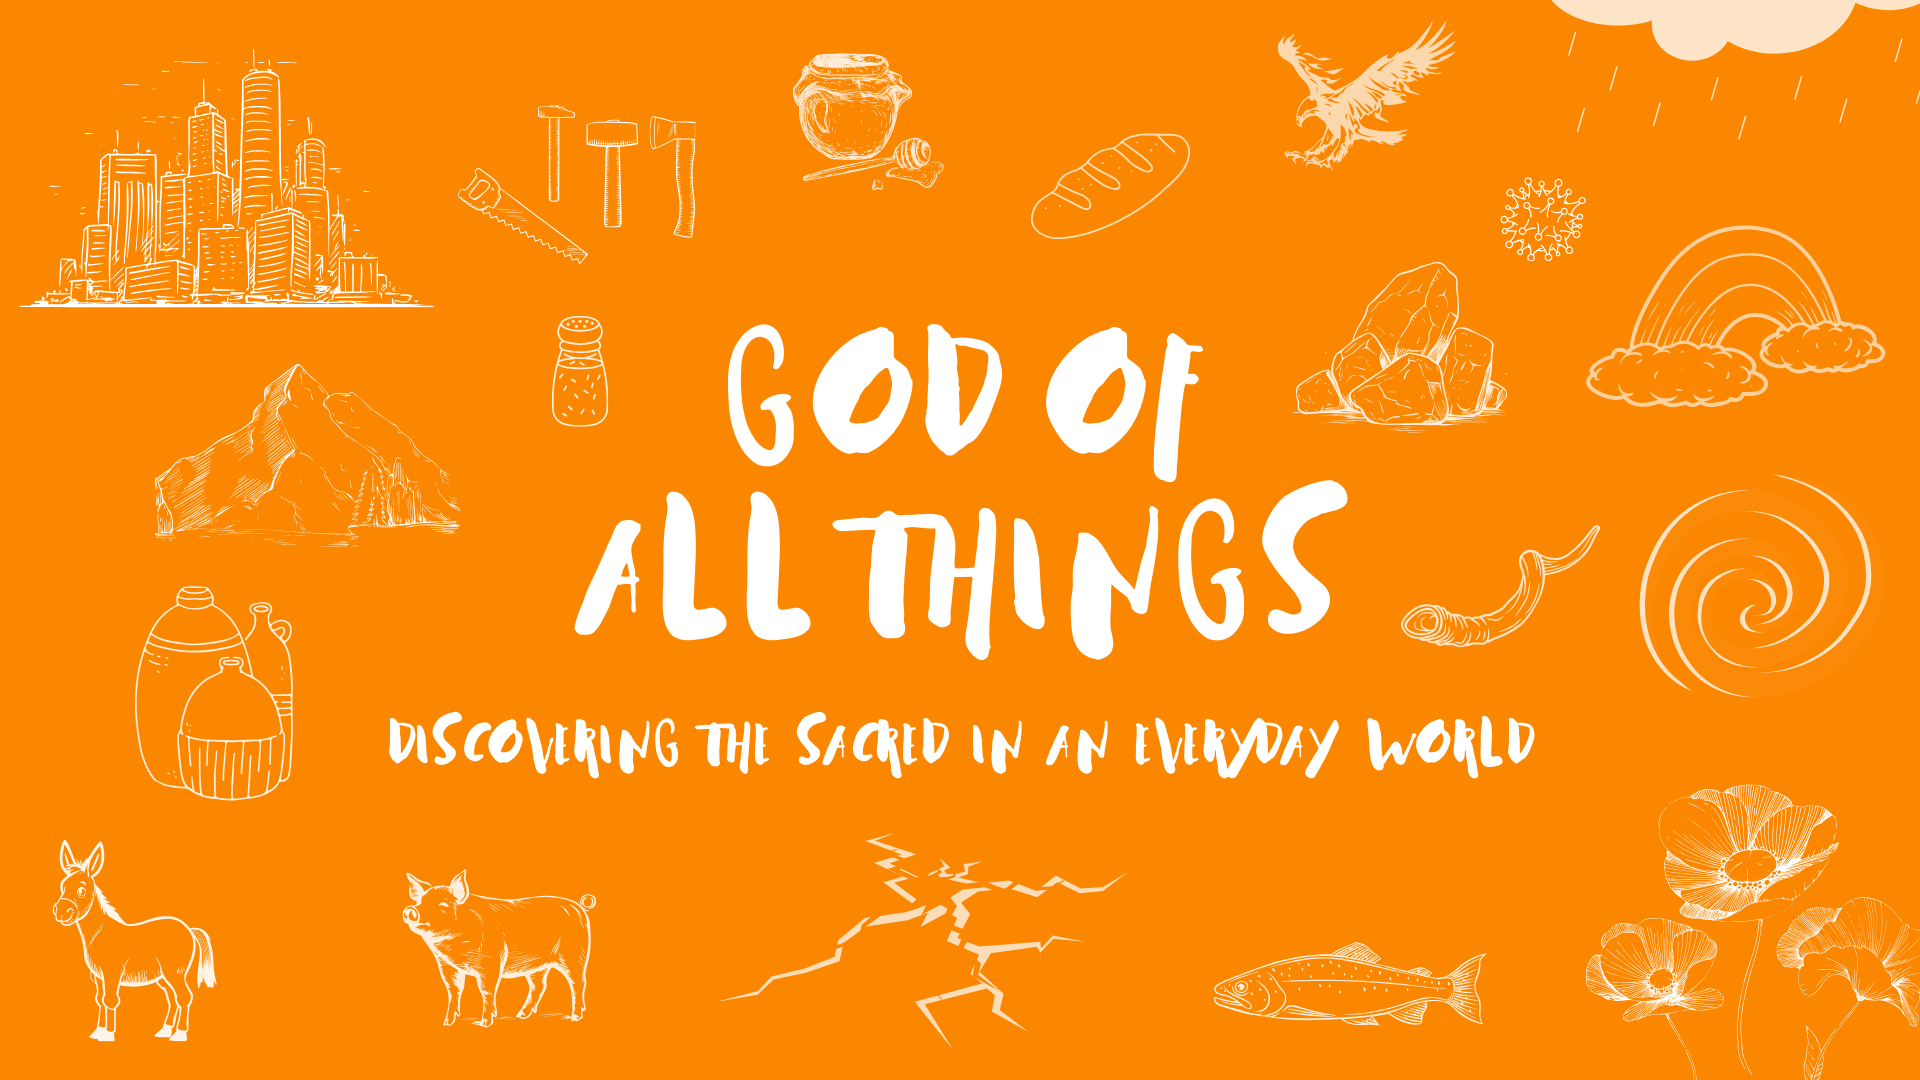 GOD OF
ALL THINGS
DISCOVERING THE SACRED IN AN EVERYDAY WORLD